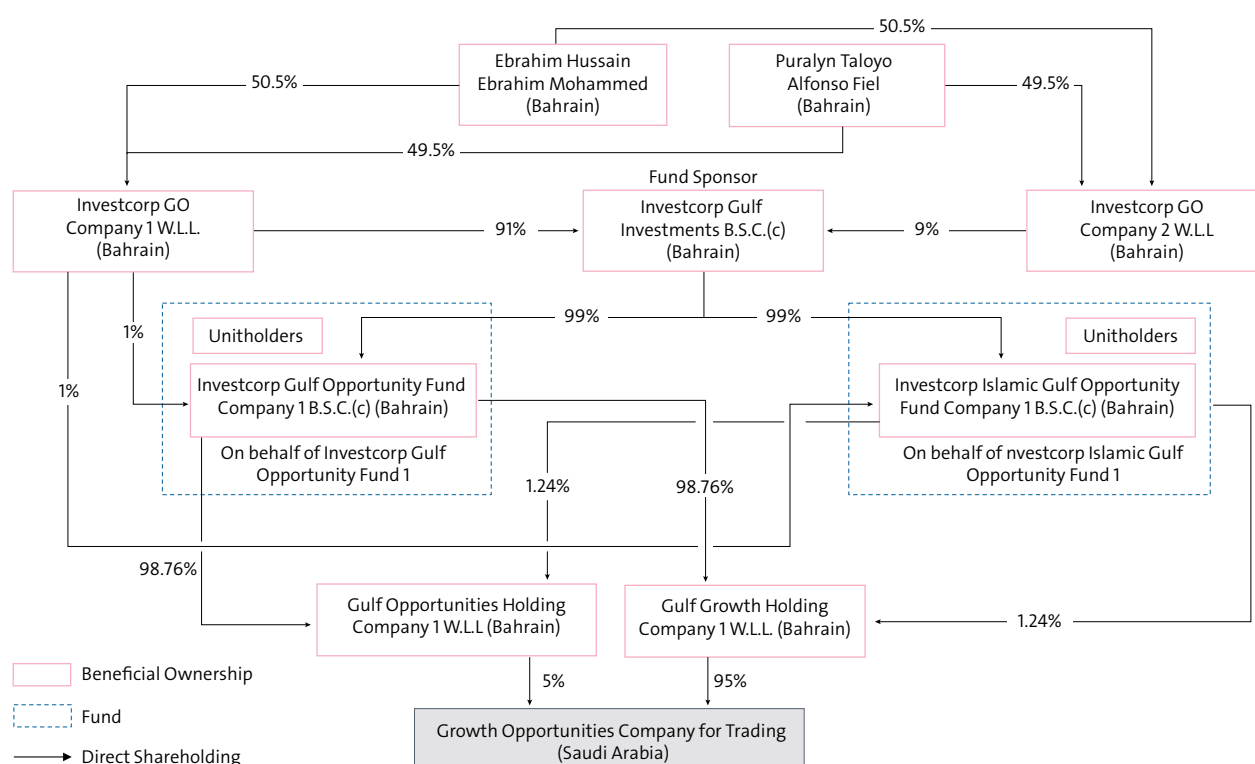 50.5%
Ebrahim Hussain
Ebrahim Mohammed
(Bahrain)
Puralyn Taloyo
Alfonso Fiel
(Bahrain)
50.5%
49.5%
49.5%
Fund Sponsor
Investcorp GO
Company 1 W.L.L.
(Bahrain)
91%
Investcorp Gulf
Investments B.S.C.(c)
(Bahrain)
9%
Investcorp GO
Company 2 W.L.L
(Bahrain)
1%
1%
99%
99%
Unitholders
Investcorp Gulf Opportunity Fund
Company 1 B.S.C.(c) (Bahrain)
On behalf of Investcorp Gulf
Opportunity Fund 1
Unitholders
Investcorp Islamic Gulf Opportunity
Fund Company 1 B.S.C.(c) (Bahrain)
On behalf of nvestcorp Islamic Gulf
Opportunity Fund 1
1.24%
98.76%
98.76%
Gulf Opportunities Holding
Company 1 W.L.L (Bahrain)
Gulf Growth Holding
Company 1 W.L.L. (Bahrain)
1.24%
5%
95%
Growth Opportunities Company for Trading
(Saudi Arabia)
Beneficial Ownership
Fund
Direct Shareholding